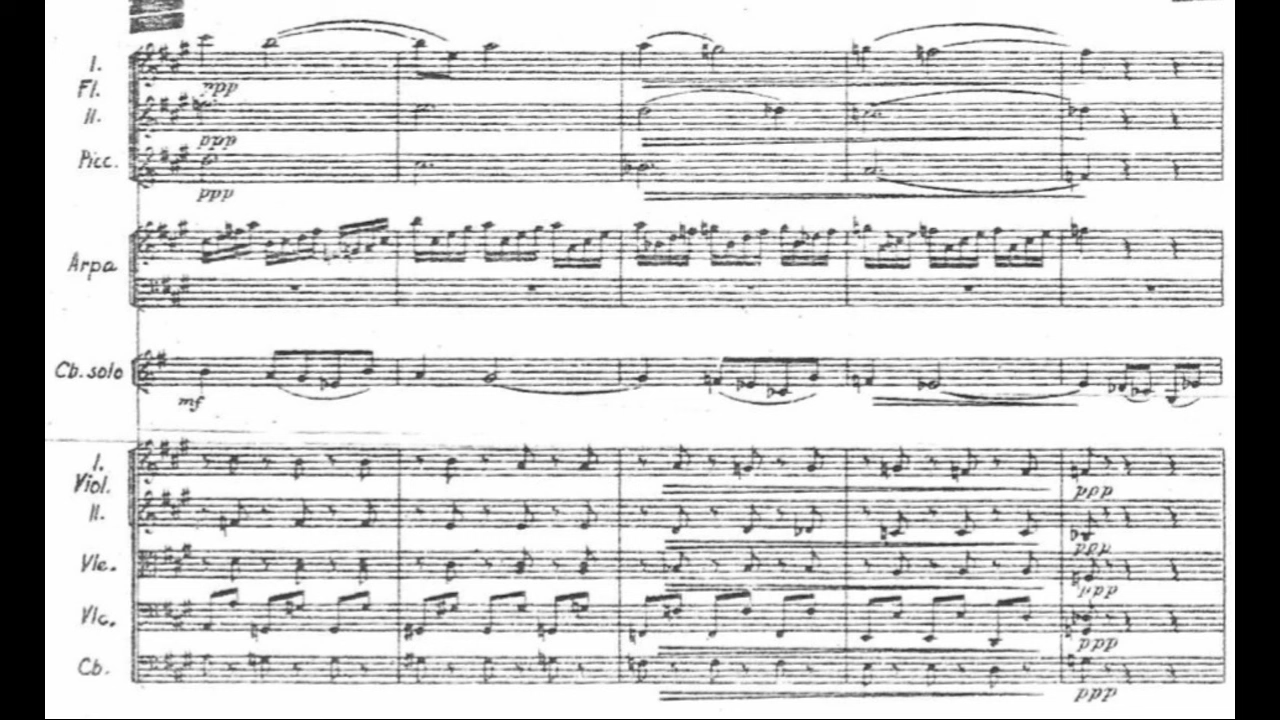 I.
Fl.
ppp
II.
ppp
Picc.
ppp
Arpa
Cb. solo
mf
I.
Viol.
ppp
II.
ppp
Vle.
ppp
Vlc.
ppp
Cb.
ppp